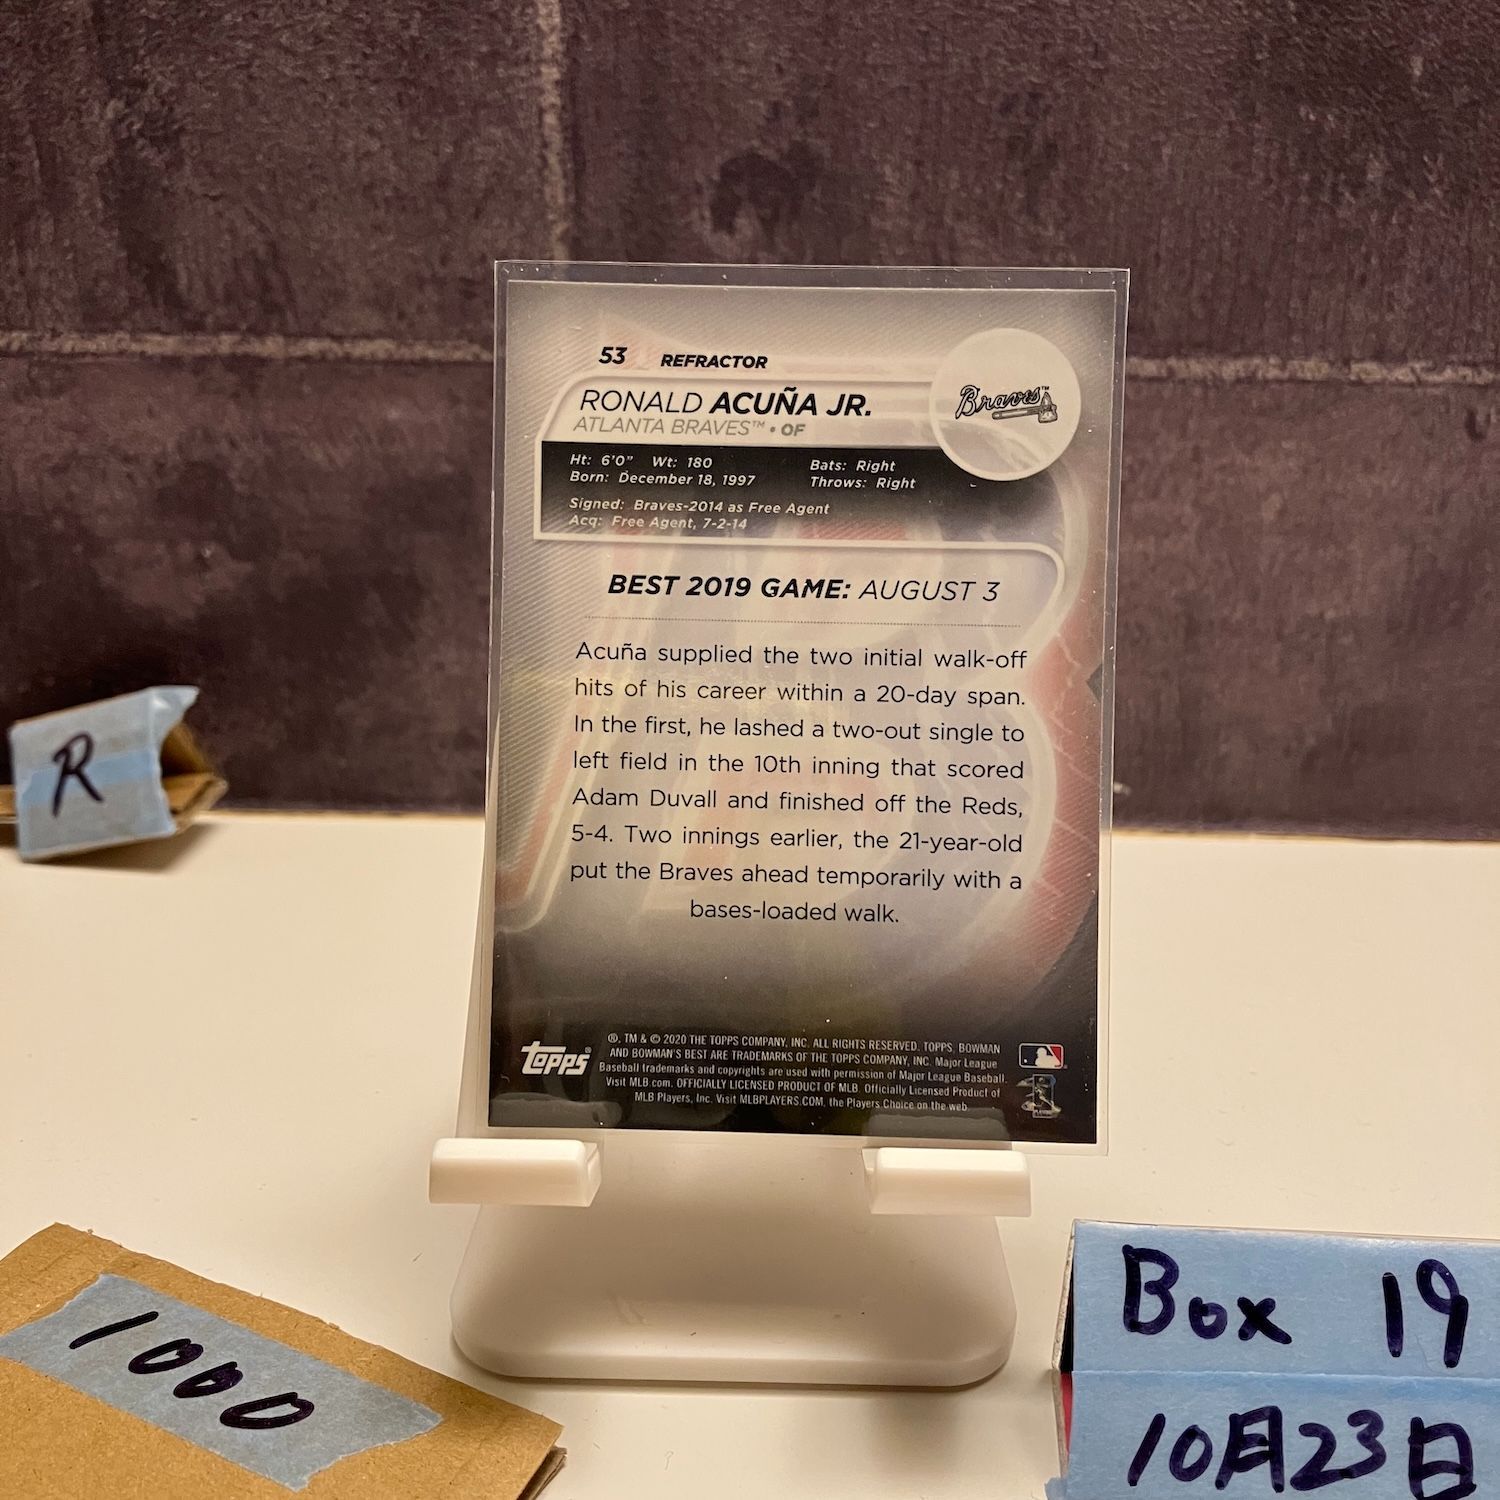 53 REFRACTOR
RONALD ACUÑA JR.
ATLANTA BRAVES™ • OF
Braves™
Ht: 6'0" Wt: 180 Bats: Right
Born: December 18, 1997 Throws: Right
Signed: Braves-2014 as Free Agent
Acq: Free Agent, 7-2-14
BEST 2019 GAME: AUGUST 3
Acuña supplied the two initial walk-off
hits of his career within a 20-day span.
In the first, he lashed a two-out single to
left field in the 10th inning that scored
Adam Duvall and finished off the Reds,
5-4. Two innings earlier, the 21-year-old
put the Braves ahead temporarily with a
bases-loaded walk.
topps®
®, TM & © 2020 THE TOPPS COMPANY, INC. ALL RIGHTS RESERVED. TOPPS, BOWMAN
AND BOWMAN'S BEST ARE TRADEMARKS OF THE TOPPS COMPANY, INC. Major League
Baseball trademarks and copyrights are used with permission of Major League Baseball.
Visit MLB.com. OFFICIALLY LICENSED PRODUCT OF MLB. Officially Licensed Product of
MLB Players, Inc. Visit MLBPLAYERS.COM, the Players Choice on the web.
R
1000
Box 19
10月23日